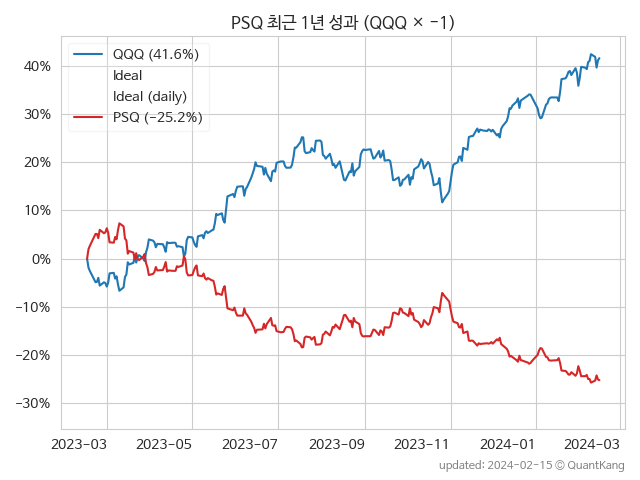 PSQ 최근 1년 성과 (QQQ × −1)
QQQ (41.6%)
Ideal
Ideal (daily)
PSQ (−25.2%)
40%
30%
20%
10%
0%
−10%
−20%
−30%
2023-03 2023-05 2023-07 2023-09 2023-11 2024-01 2024-03
updated: 2024-02-15 © QuantKang